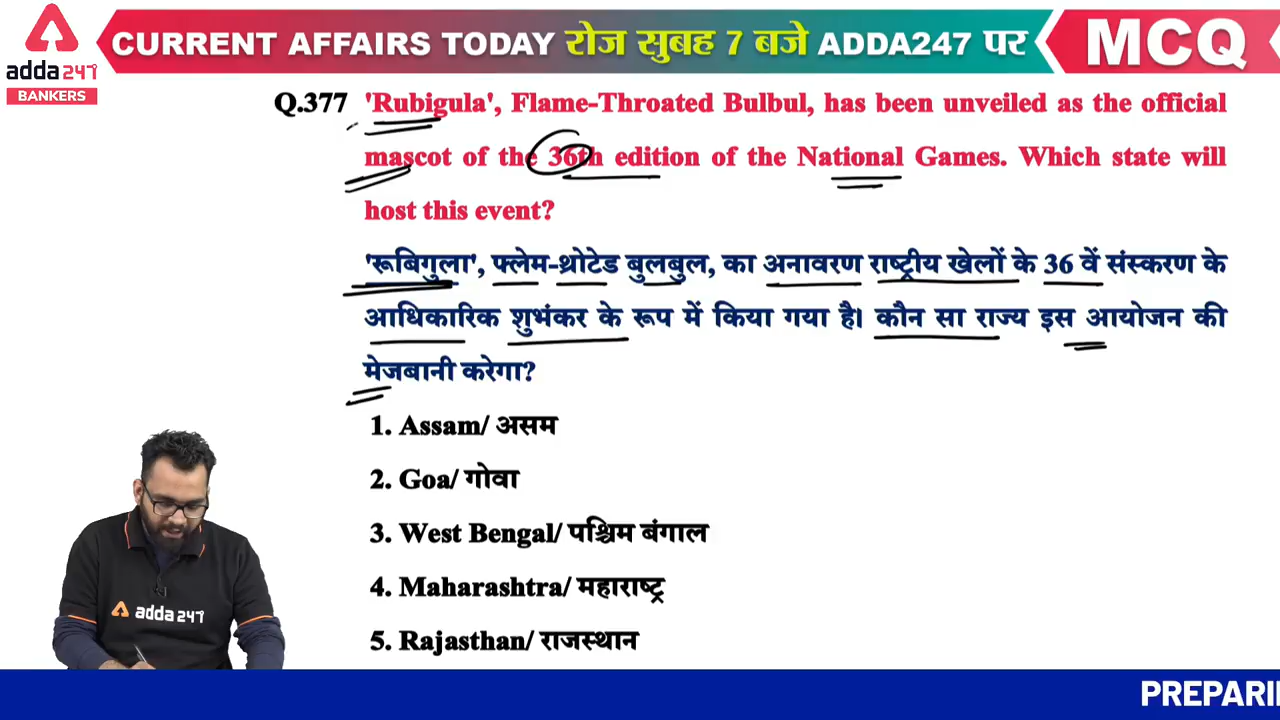 CURRENT AFFAIRS TODAY रोज सुबह 7 बजे ADDA247 पर
MCQ
adda247
BANKERS
Q.377 'Rubigula', Flame-Throated Bulbul, has been unveiled as the official
mascot of the 36th edition of the National Games. Which state will
host this event?
'रूबिगुला', फ्लेम-थ्रोटेड बुलबुल, का अनावरण राष्ट्रीय खेलों के 36 वें संस्करण के
आधिकारिक शुभंकर के रूप में किया गया है। कौन सा राज्य इस आयोजन की
मेजबानी करेगा?
1. Assam/ असम
2. Goa/ गोवा
3. West Bengal/ पश्चिम बंगाल
4. Maharashtra/ महाराष्ट्र
5. Rajasthan/ राजस्थान
adda247
PREPARI